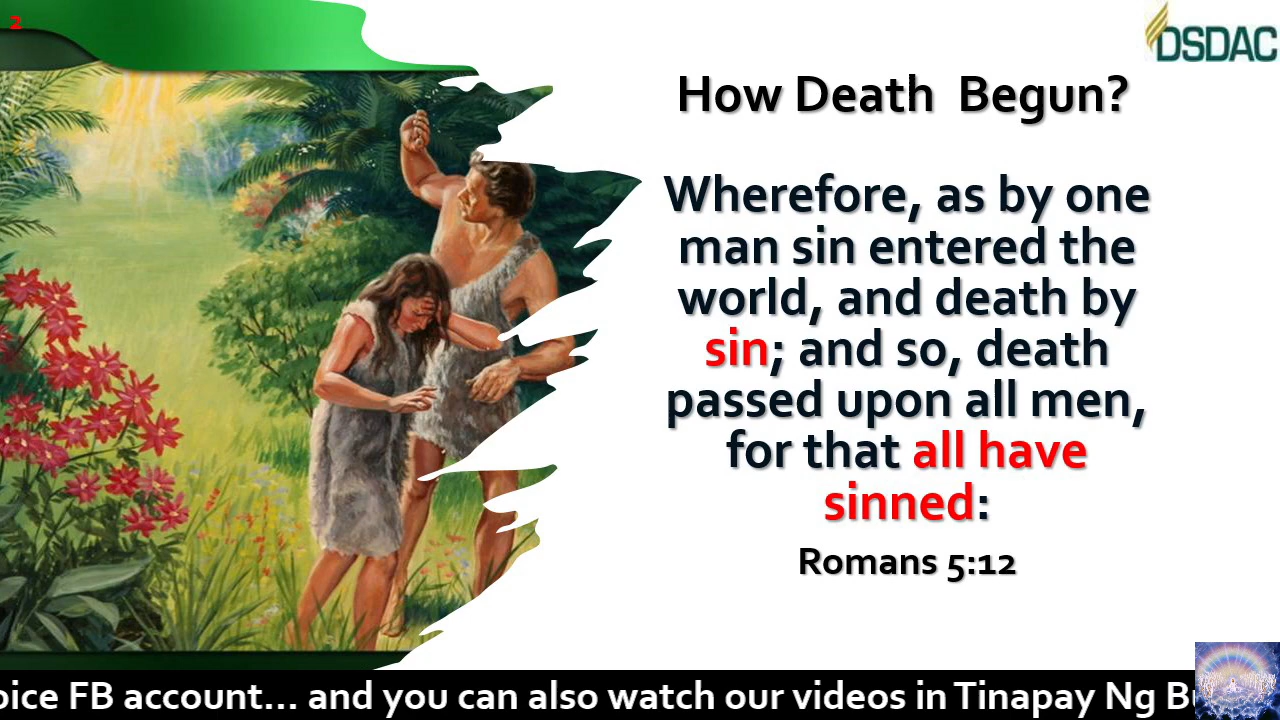 2
DSDAC
How Death  Begun?
Wherefore, as by one
man sin entered the
world, and death by
sin; and so, death
passed upon all men,
for that all have
sinned:
Romans 5:12
oice FB account... and you can also watch our videos in Tinapay Ng